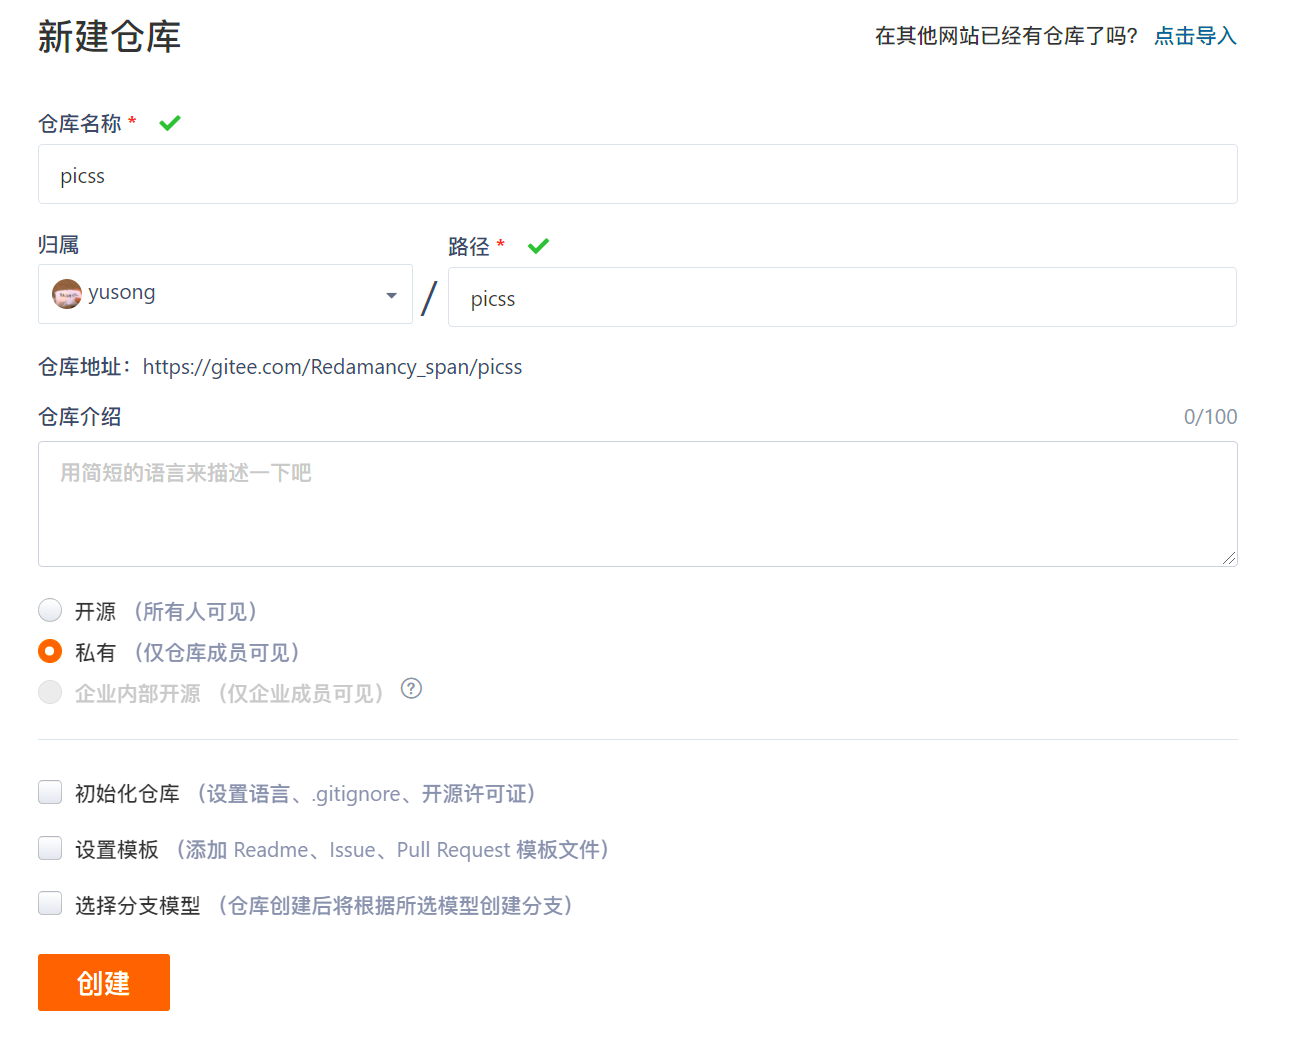 新建仓库
在其他网站已经有仓库了吗? 点击导入
仓库名称 *
picss
归属
路径 *
yusong
/
picss
仓库地址：https://gitee.com/Redamancy_span/picss
仓库介绍
0/100
用简短的语言来描述一下吧
开源 （所有人可见）
私有 （仅仓库成员可见）
企业内部开源 （仅企业成员可见） ?
初始化仓库 （设置语言、.gitignore、开源许可证）
设置模板 （添加 Readme、Issue、Pull Request 模板文件）
选择分支模型 （仓库创建后将根据所选模型创建分支）
创建